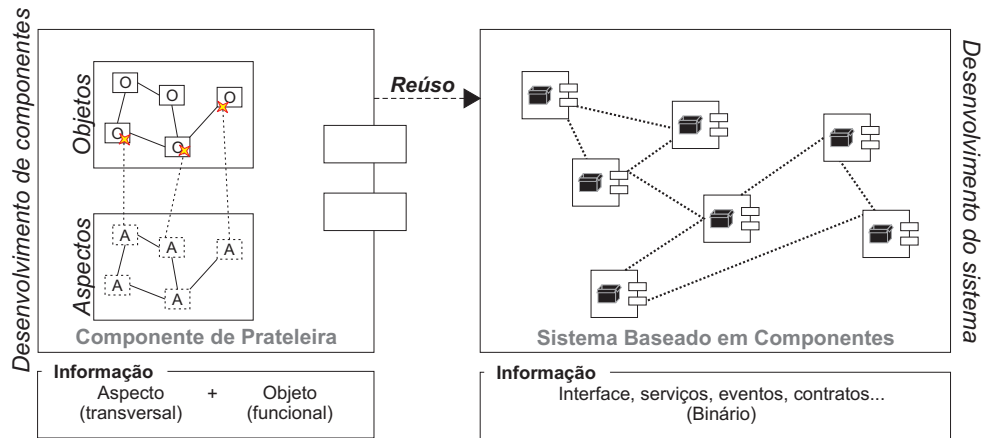 Desenvolvimento de componentes
Objetos
O
O
O
O
O
Aspectos
A
A
A
A
A
Componente de Prateleira
Reúso
Sistema Baseado em Componentes
Desenvolvimento do sistema
Informação
Aspecto + Objeto
(transversal) (funcional)
Informação
Interface, serviços, eventos, contratos...
(Binário)